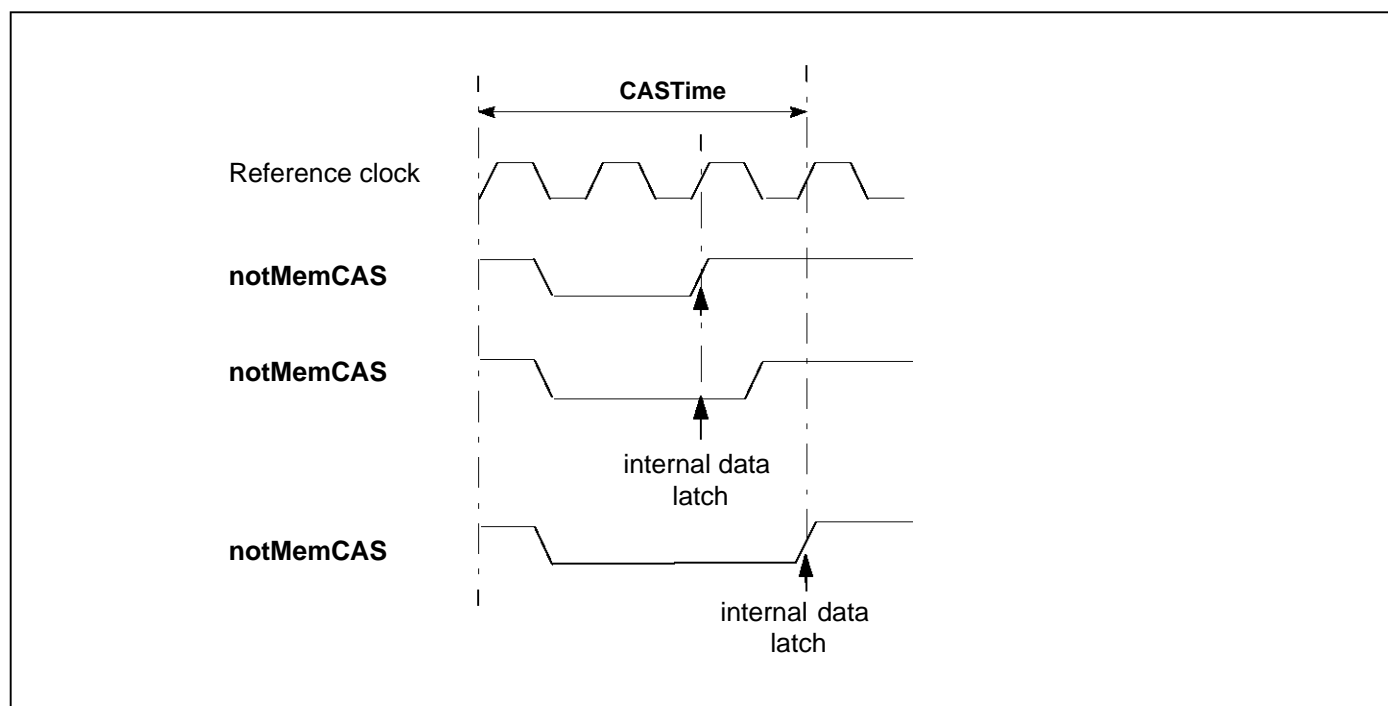 CASTime
Reference clock
notMemCAS
notMemCAS
internal data
latch
notMemCAS
internal data
latch